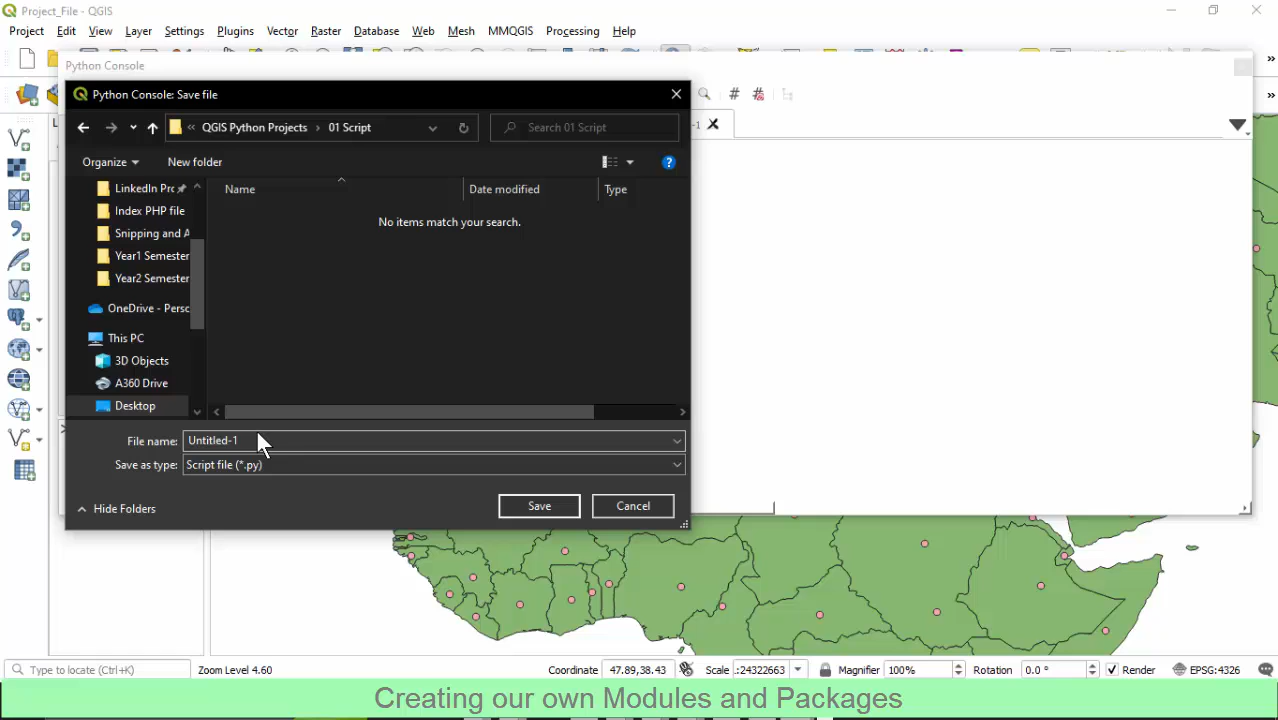 Project_File - QGIS
Project Edit View Layer Settings Plugins Vector Raster Database Web Mesh MMQGIS Processing Help
Python Console
Python Console: Save file
« QGIS Python Projects › 01 Script
Search 01 Script
-1
Organize New folder
Name Date modified Type
No items match your search.
LinkedIn Pro
Index PHP file
Snipping and A
Year1 Semester
Year2 Semester
OneDrive - Perso
This PC
3D Objects
A360 Drive
Desktop
File name: Untitled-1
Save as type: Script file (*.py)
Hide Folders Save Cancel
Type to locate (Ctrl+K) Zoom Level 4.60 Coordinate 47.89,38.43 Scale :24322663 Magnifier 100% Rotation 0.0 ° Render EPSG:4326
Creating our own Modules and Packages